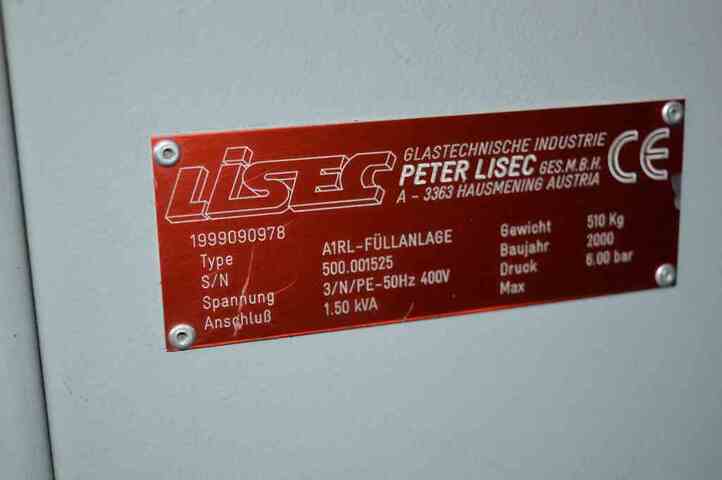 LISEC
GLASTECHNISCHE INDUSTRIE
PETER LISEC GES.M.B.H.
A - 3363 HAUSMENING AUSTRIA
CE
1999090978
Type A1RL-FÜLLANLAGE
S/N 500.001525
Spannung 3/N/PE-50Hz 400V
Anschluß 1.50 kVA
Gewicht 510 Kg
Baujahr 2000
Druck 6.00 bar
Max